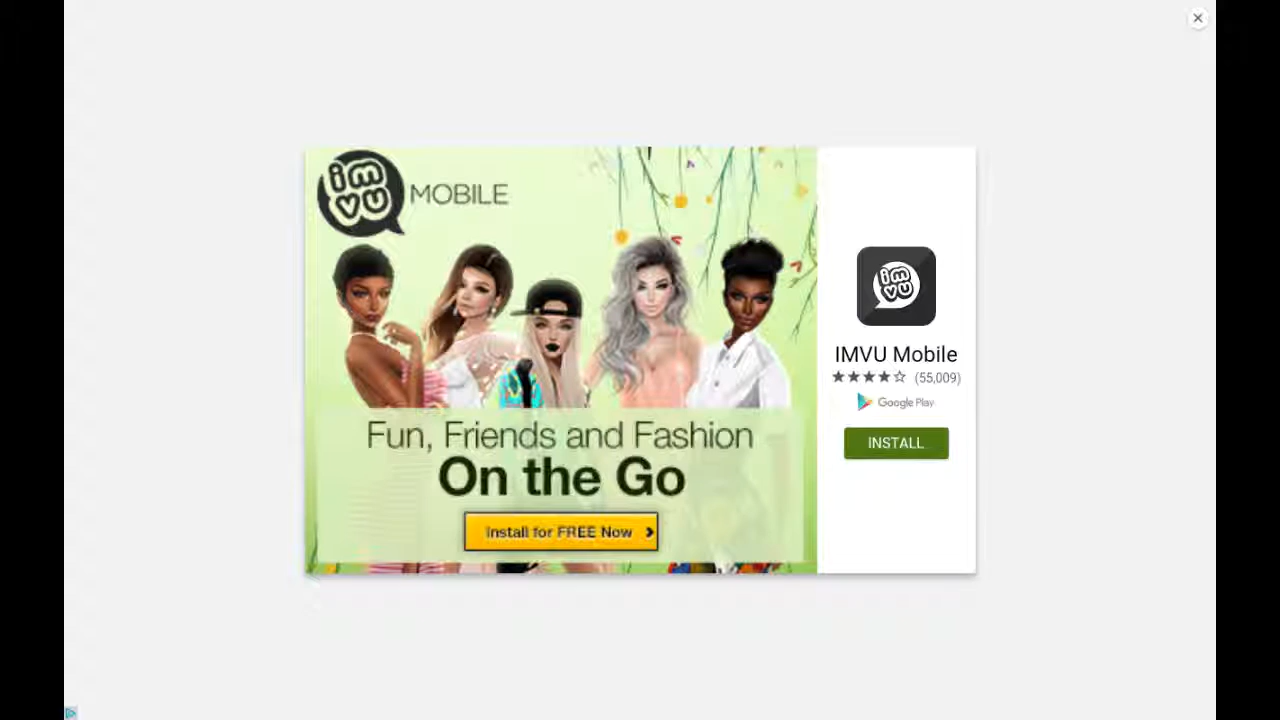 imvu MOBILE
Fun, Friends and Fashion
On the Go
Install for FREE Now
imvu
IMVU Mobile
(55,009)
Google Play
INSTALL